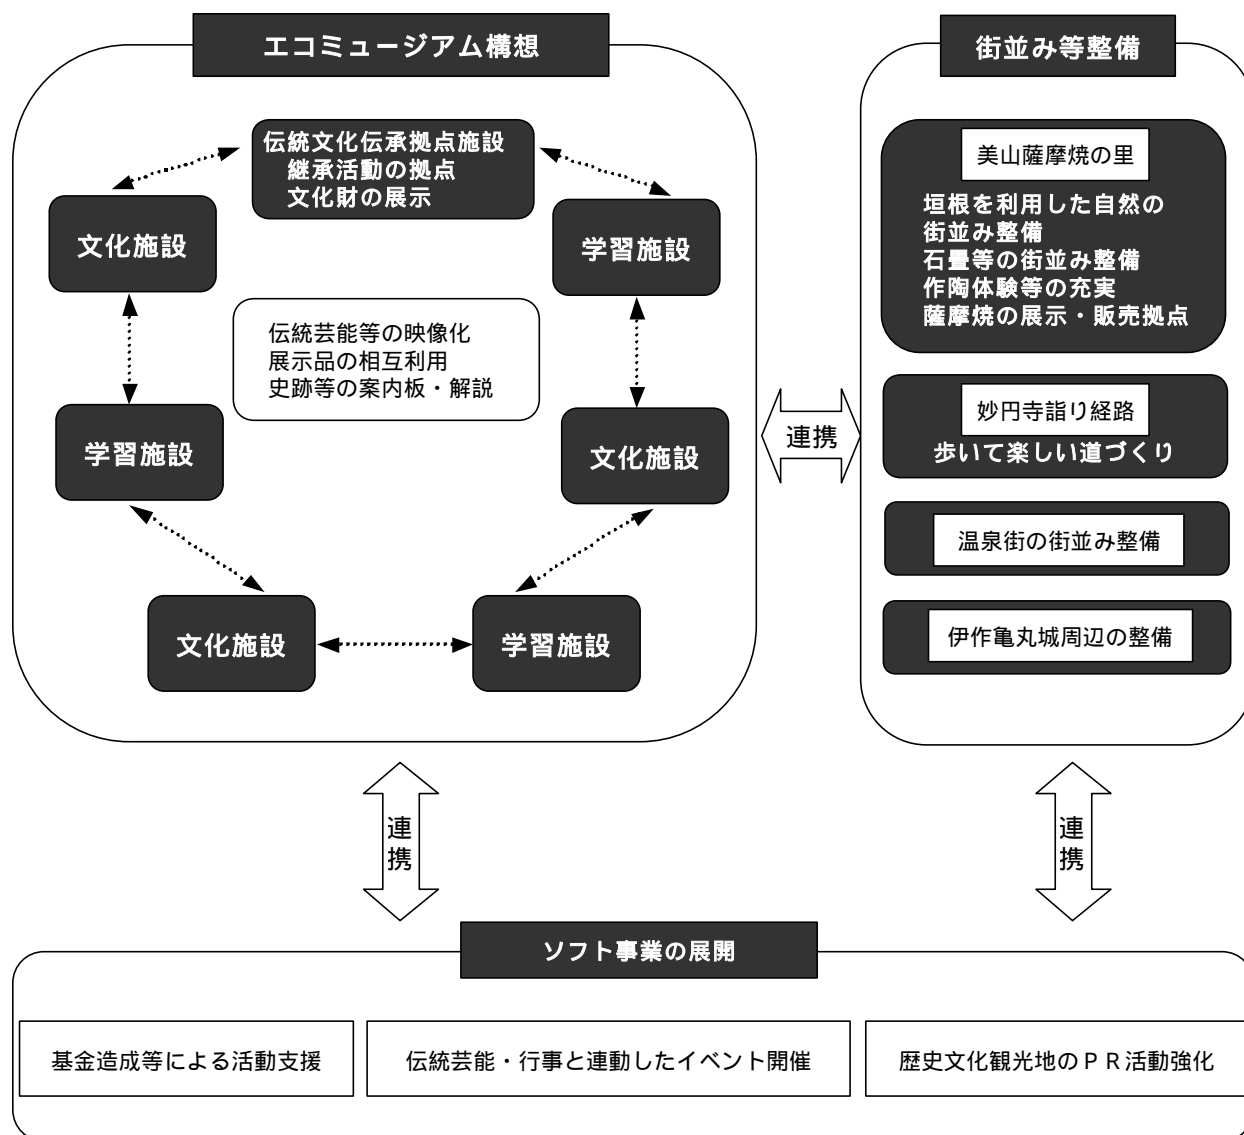 エコミュージアム構想
伝統文化伝承拠点施設
継承活動の拠点
文化財の展示
文化施設
学習施設
伝統芸能等の映像化
展示品の相互利用
史跡等の案内板・解説
学習施設
文化施設
文化施設
学習施設
連携
街並み等整備
美山薩摩焼の里
垣根を利用した自然の
街並み整備
石畳等の街並み整備
作陶体験等の充実
薩摩焼の展示・販売拠点
妙円寺詣り経路
歩いて楽しい道づくり
温泉街の街並み整備
伊作亀丸城周辺の整備
連
携
連
携
ソフト事業の展開
基金造成等による活動支援
伝統芸能・行事と連動したイベント開催
歴史文化観光地のＰＲ活動強化